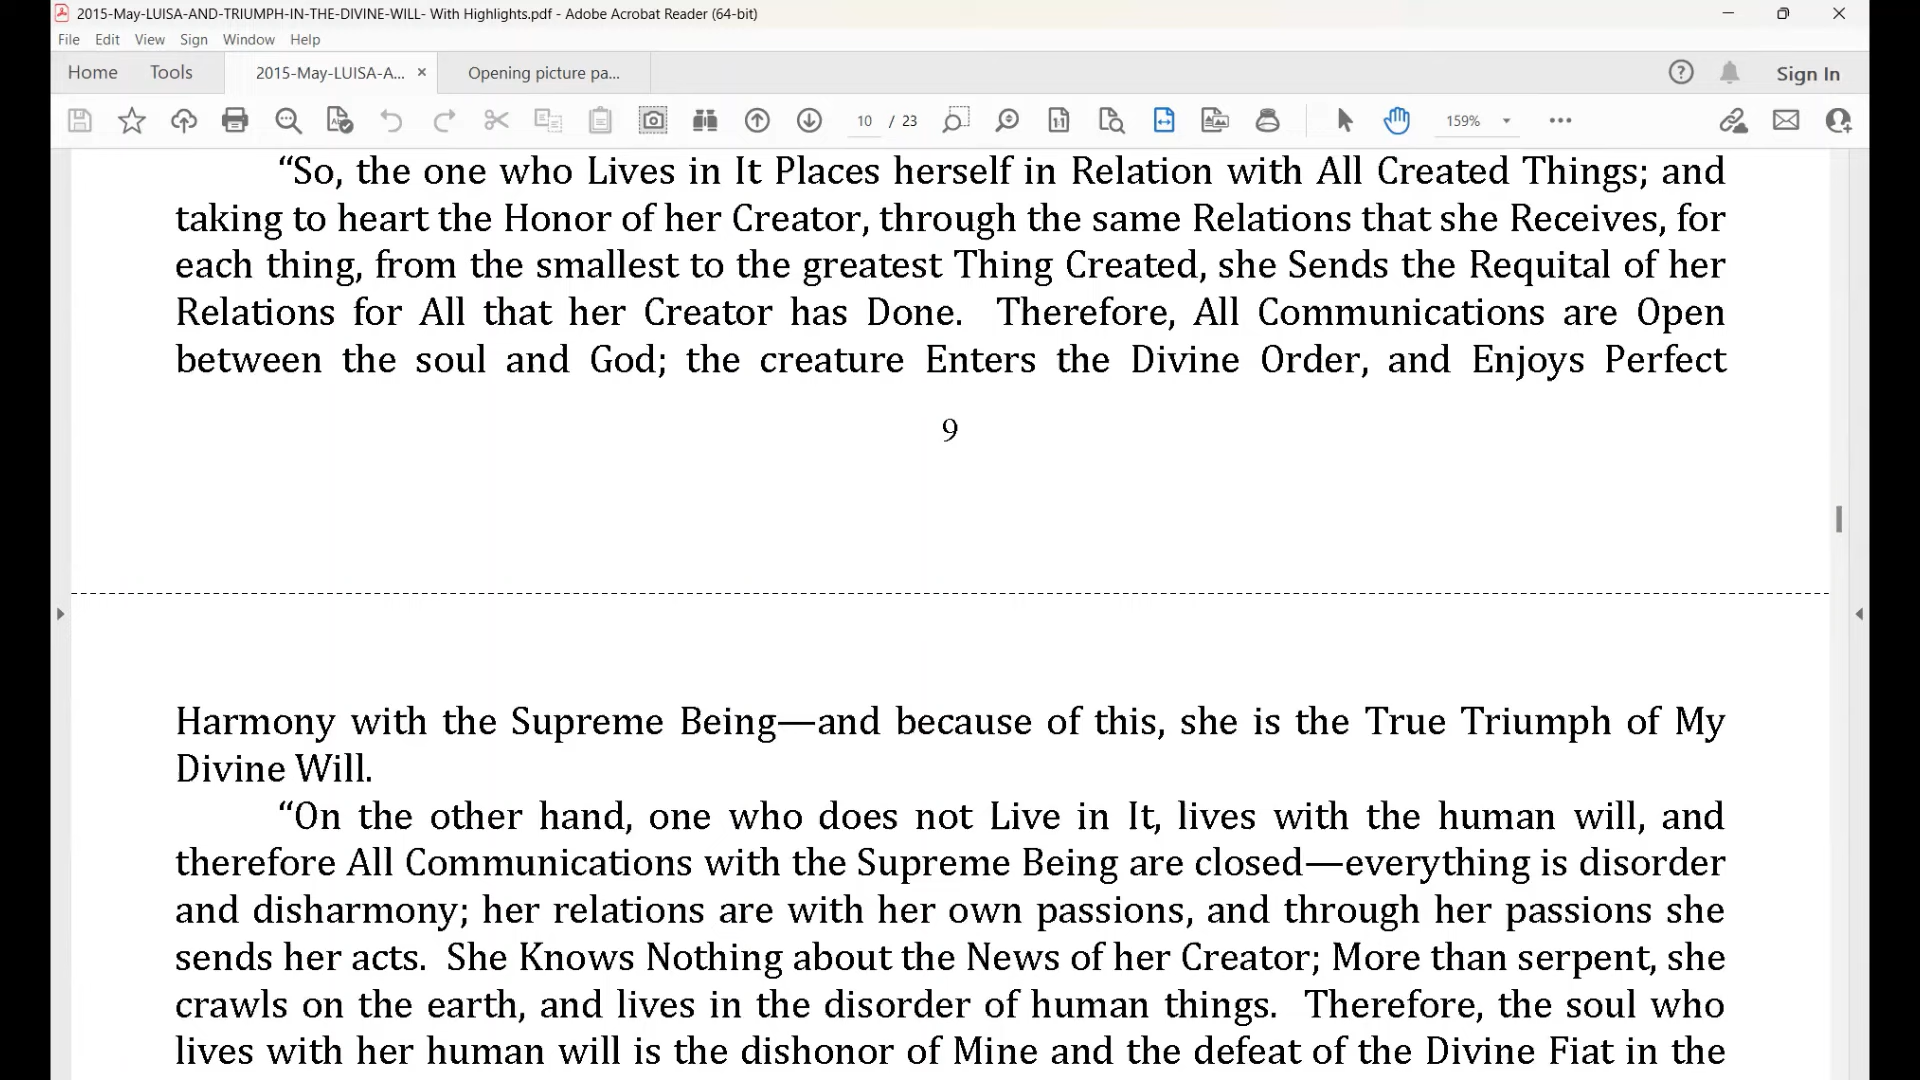 2015-May-LUISA-AND-TRIUMPH-IN-THE-DIVINE-WILL- With Highlights.pdf - Adobe Acrobat Reader (64-bit)
File Edit View Sign Window Help
Home Tools 2015-May-LUISA-A... × Opening picture pa... Sign In
10 / 23 159%
“So, the one who Lives in It Places herself in Relation with All Created Things; and
taking to heart the Honor of her Creator, through the same Relations that she Receives, for
each thing, from the smallest to the greatest Thing Created, she Sends the Requital of her
Relations for All that her Creator has Done. Therefore, All Communications are Open
between the soul and God; the creature Enters the Divine Order, and Enjoys Perfect
9
Harmony with the Supreme Being—and because of this, she is the True Triumph of My
Divine Will.
“On the other hand, one who does not Live in It, lives with the human will, and
therefore All Communications with the Supreme Being are closed—everything is disorder
and disharmony; her relations are with her own passions, and through her passions she
sends her acts. She Knows Nothing about the News of her Creator; More than serpent, she
crawls on the earth, and lives in the disorder of human things. Therefore, the soul who
lives with her human will is the dishonor of Mine and the defeat of the Divine Fiat in the